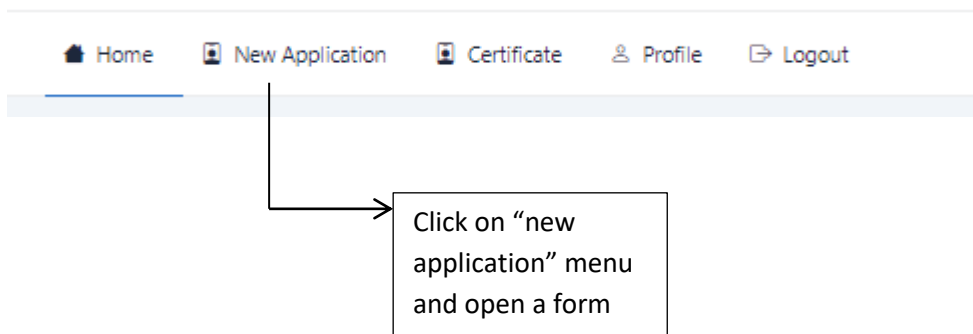 Home New Application Certificate Profile Logout
Click on “new
application” menu
and open a form